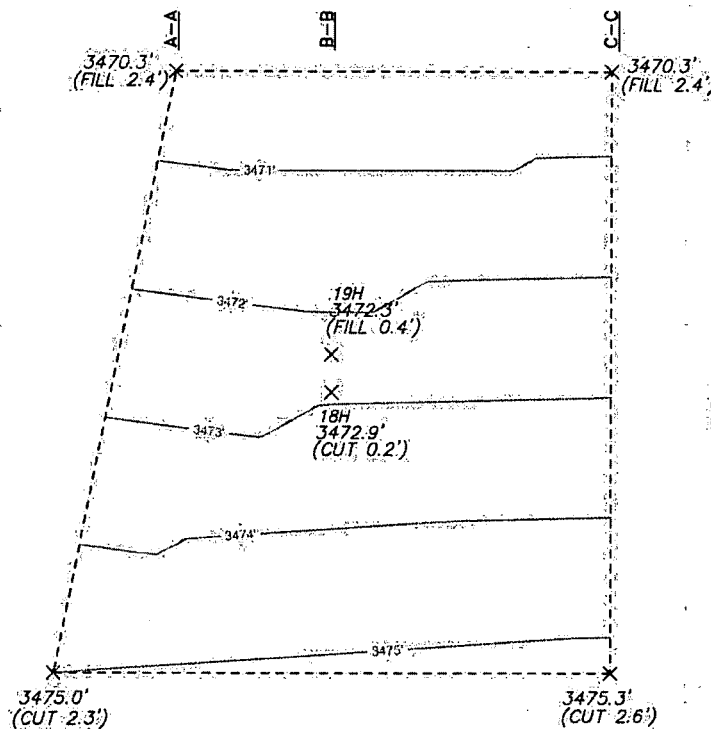 A-A
B-B
C-C
3470.3'
(FILL 2.4')
3470.3'
(FILL 2.4'
3471'
3472'
19H
3472.3'
(FILL 0.4')
18H
3472.9'
(CUT 0.2')
3473'
3474'
3475'
3475.0'
(CUT 2.3')
3475.3'
(CUT 2.6')